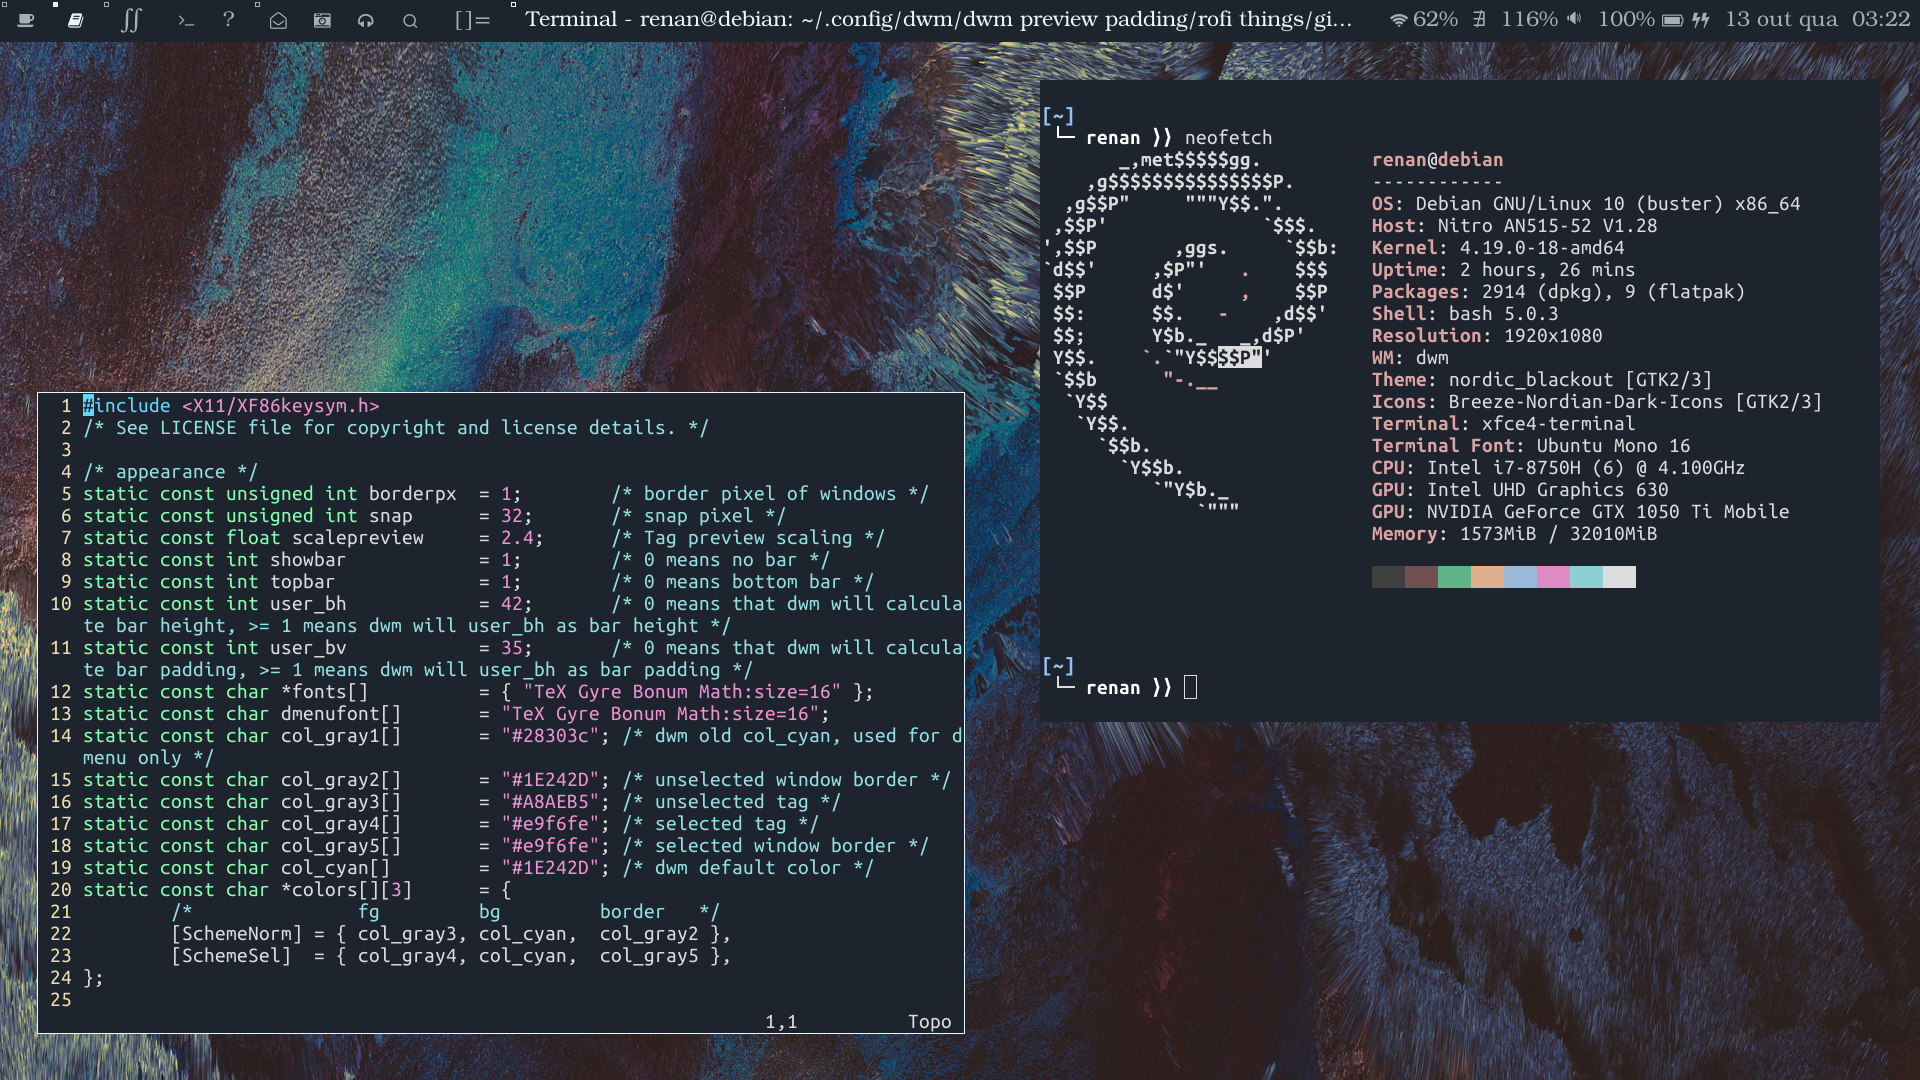 >_ ? []= Terminal - renan@debian: ~/.config/dwm/dwm preview padding/rofi things/gi... 62% 116% 100% 13 out qua 03:22
[~]
└─ renan ⟩⟩ neofetch
_,met$$$$$gg.
,g$$$$$$$$$$$$$$$P.
,g$$P"     """Y$$.".
,$$P'              `$$$.
',$$P       ,ggs.     `$$b:
`d$$'     ,$P"'   .    $$$
$$P      d$'     ,    $$P
$$:      $$.   -    ,d$$'
$$;      Y$b._   _,d$P'
Y$$.    `.`"Y$$$$P"'
`$$b      "-.__
`Y$$
`Y$$.
`$$b.
`Y$$b.
`"Y$b._
`"""
renan@debian
------------
OS: Debian GNU/Linux 10 (buster) x86_64
Host: Nitro AN515-52 V1.28
Kernel: 4.19.0-18-amd64
Uptime: 2 hours, 26 mins
Packages: 2914 (dpkg), 9 (flatpak)
Shell: bash 5.0.3
Resolution: 1920x1080
WM: dwm
Theme: nordic_blackout [GTK2/3]
Icons: Breeze-Nordian-Dark-Icons [GTK2/3]
Terminal: xfce4-terminal
Terminal Font: Ubuntu Mono 16
CPU: Intel i7-8750H (6) @ 4.100GHz
GPU: Intel UHD Graphics 630
GPU: NVIDIA GeForce GTX 1050 Ti Mobile
Memory: 1573MiB / 32010MiB
[~]
└─ renan ⟩⟩
1 #include <X11/XF86keysym.h>
2 /* See LICENSE file for copyright and license details. */
3
4 /* appearance */
5 static const unsigned int borderpx  = 1;        /* border pixel of windows */
6 static const unsigned int snap      = 32;       /* snap pixel */
7 static const float scalepreview     = 2.4;      /* Tag preview scaling */
8 static const int showbar            = 1;        /* 0 means no bar */
9 static const int topbar             = 1;        /* 0 means bottom bar */
10 static const int user_bh            = 42;       /* 0 means that dwm will calcula
te bar height, >= 1 means dwm will user_bh as bar height */
11 static const int user_bv            = 35;       /* 0 means that dwm will calcula
te bar padding, >= 1 means dwm will user_bh as bar padding */
12 static const char *fonts[]          = { "TeX Gyre Bonum Math:size=16" };
13 static const char dmenufont[]       = "TeX Gyre Bonum Math:size=16";
14 static const char col_gray1[]       = "#28303c"; /* dwm old col_cyan, used for d
menu only */
15 static const char col_gray2[]       = "#1E242D"; /* unselected window border */
16 static const char col_gray3[]       = "#A8AEB5"; /* unselected tag */
17 static const char col_gray4[]       = "#e9f6fe"; /* selected tag */
18 static const char col_gray5[]       = "#e9f6fe"; /* selected window border */
19 static const char col_cyan[]        = "#1E242D"; /* dwm default color */
20 static const char *colors[][3]      = {
21         /*               fg         bg         border   */
22         [SchemeNorm] = { col_gray3, col_cyan,  col_gray2 },
23         [SchemeSel]  = { col_gray4, col_cyan,  col_gray5 },
24 };
25
1,1          Topo